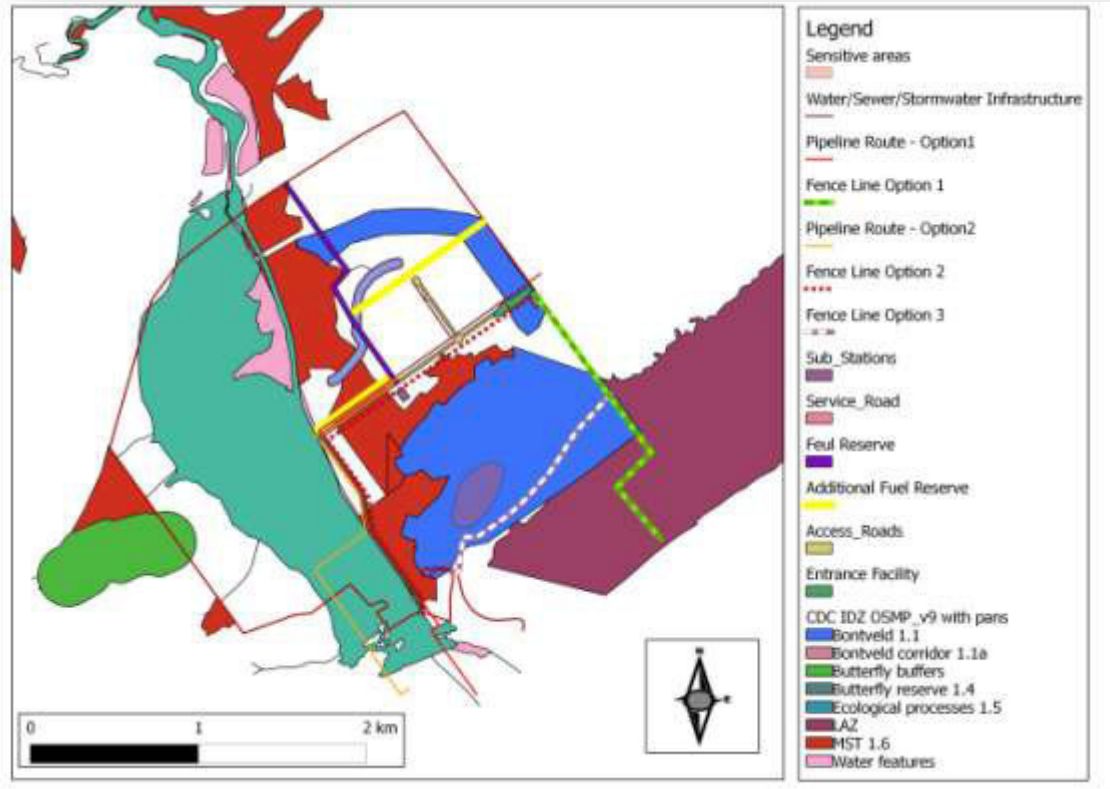 Legend
Sensitive areas
Water/Sewer/Stormwater Infrastructure
Pipeline Route - Option1
Fence Line Option 1
Pipeline Route - Option2
Fence Line Option 2
Fence Line Option 3
Sub_Stations
Service_Road
Feul Reserve
Additional Fuel Reserve
Access_Roads
Entrance Facility
CDC IDZ OSMP_v9 with pans
Bontveld 1.1
Bontveld corridor 1.1a
Butterfly buffers
Butterfly reserve 1.4
Ecological processes 1.5
LAZ
MST 1.6
Water features
0 1 2 km